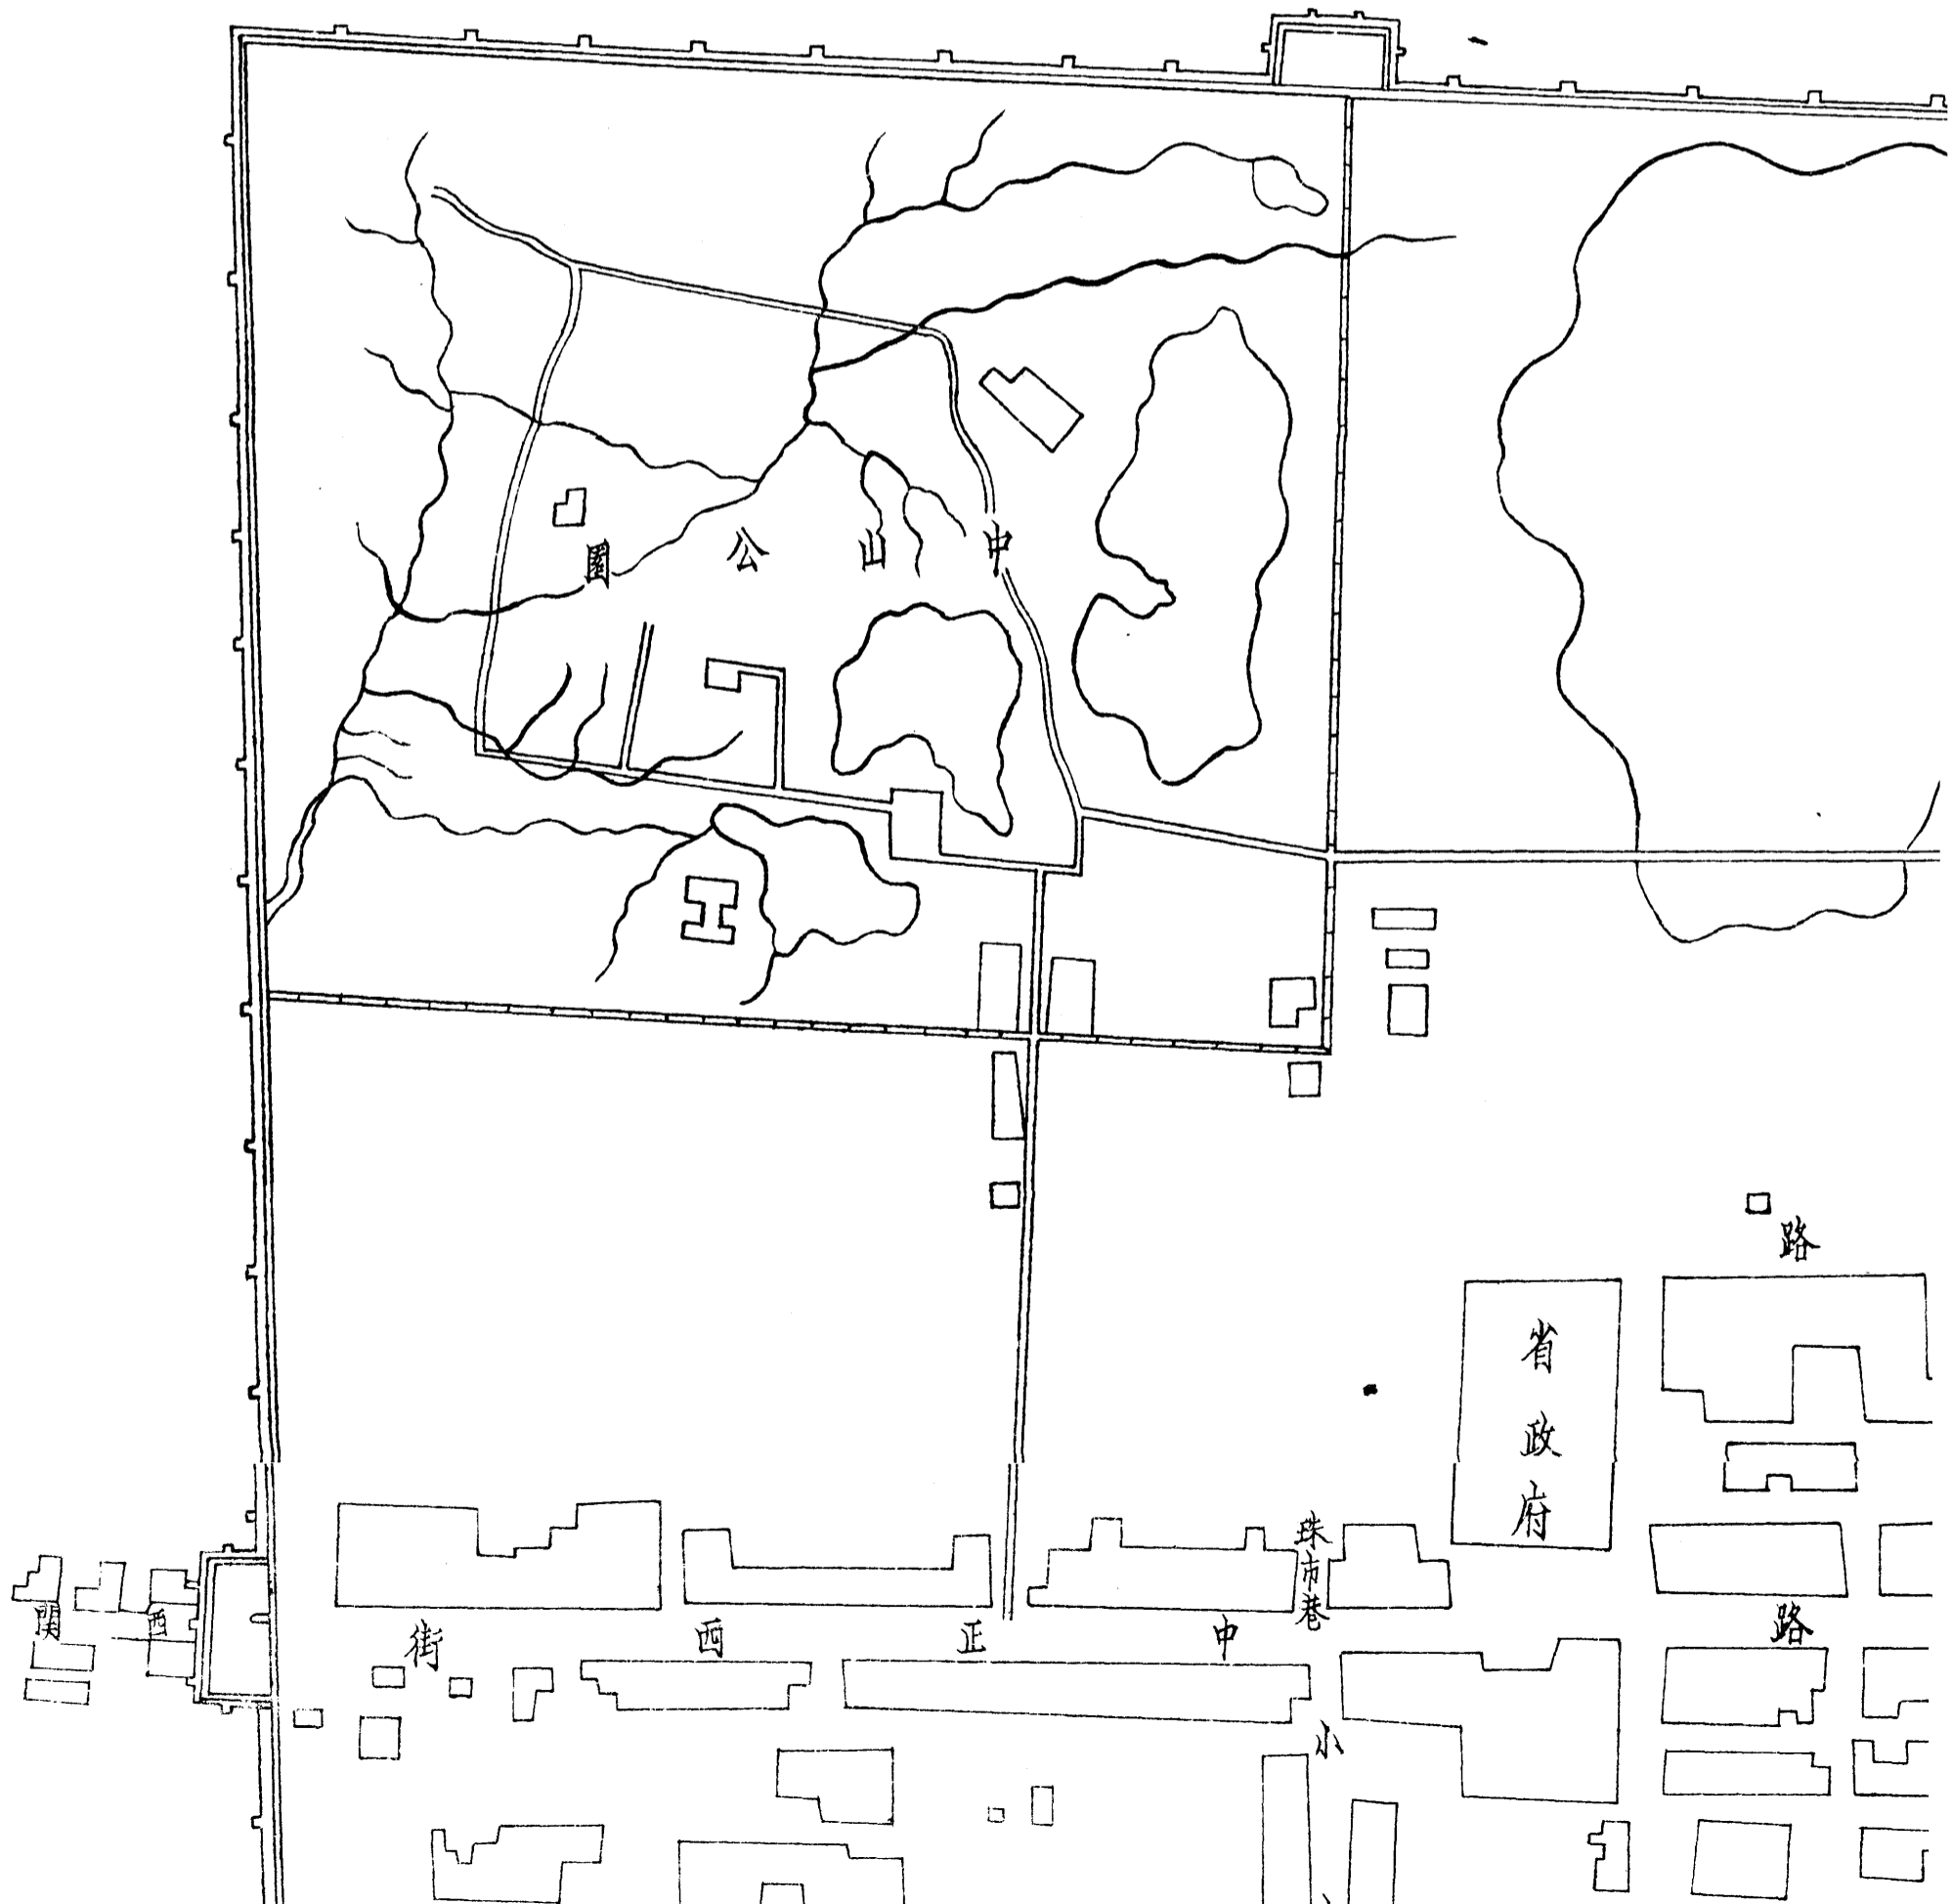 中山公園
路
省政府
珠市巷
中正西街
西関
路
小